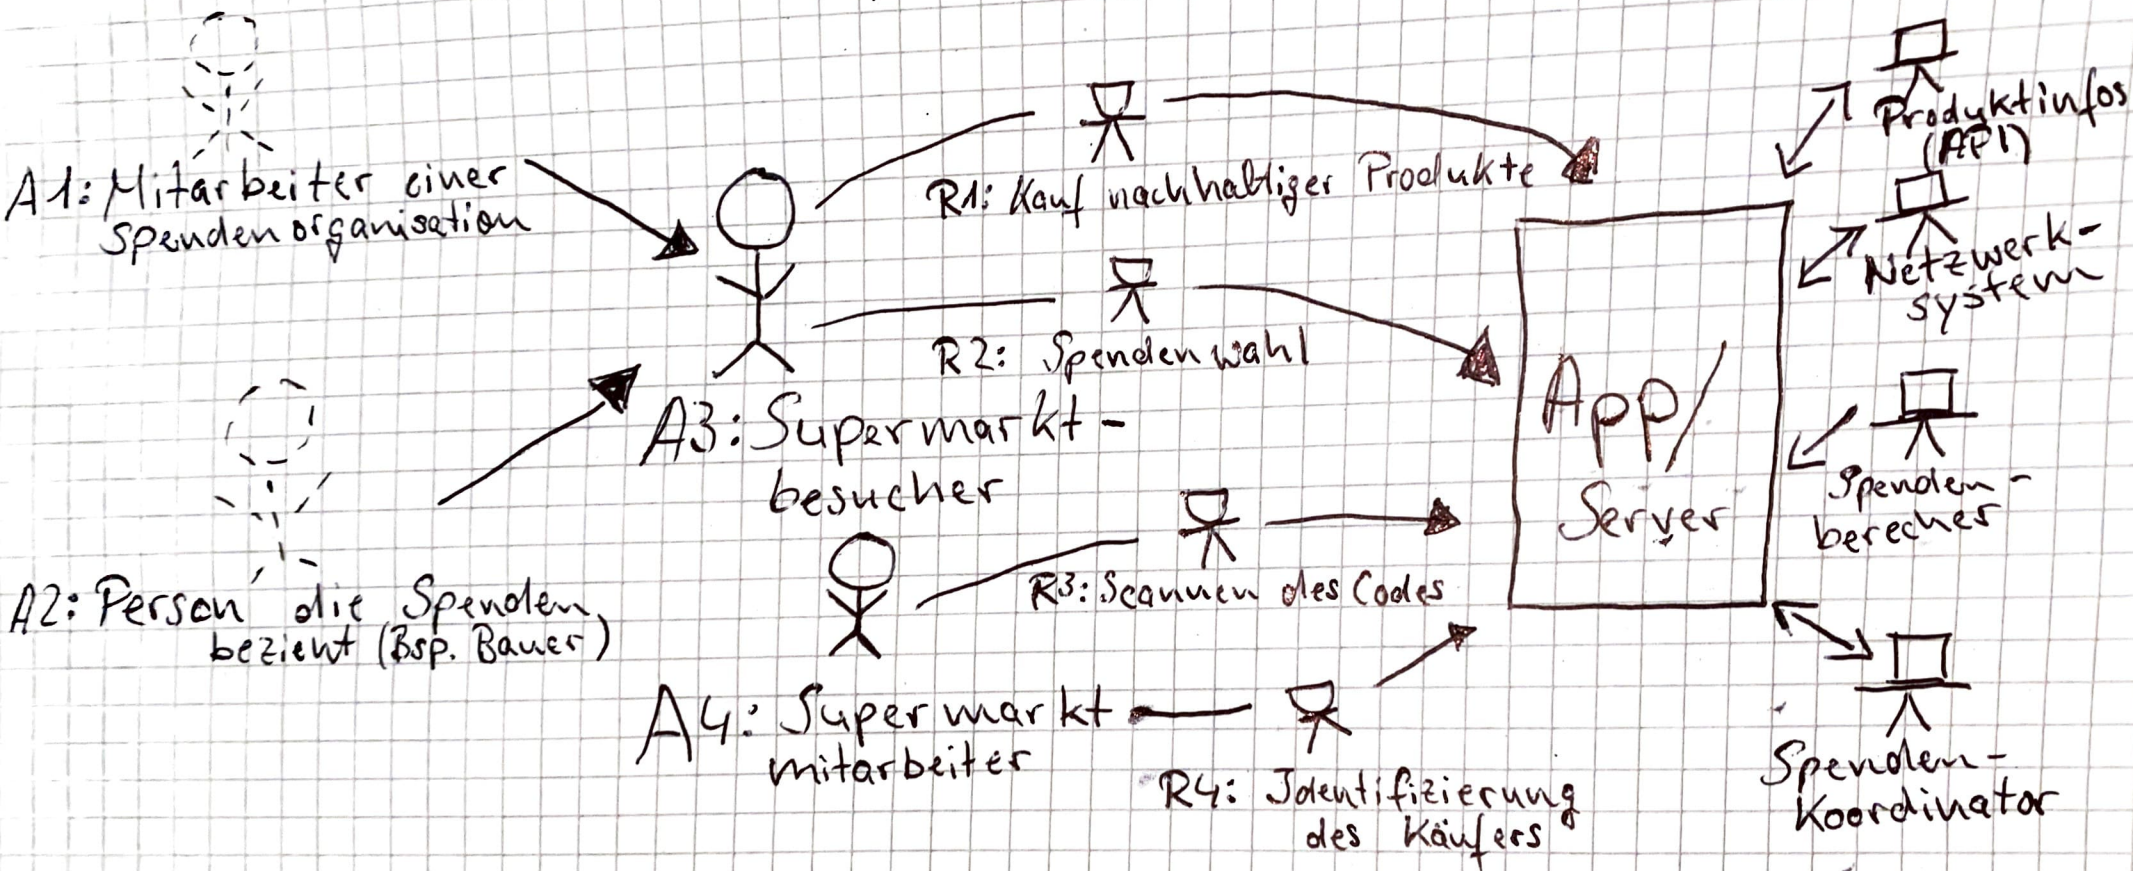 A1: Mitarbeiter einer
Spendenorganisation
R1: Kauf nachhaltiger Produkte
Produktinfos
(API)
Netzwerk-
system
R2: Spendenwahl
A3: Supermarkt-
besucher
App/
Server
Spenden-
berecher
A2: Person die Spenden
bezieht (Bsp. Bauer)
R3: Scannen des Codes
A4: Supermarkt
mitarbeiter
R4: Identifizierung
des Käufers
Spenden-
Koordinator